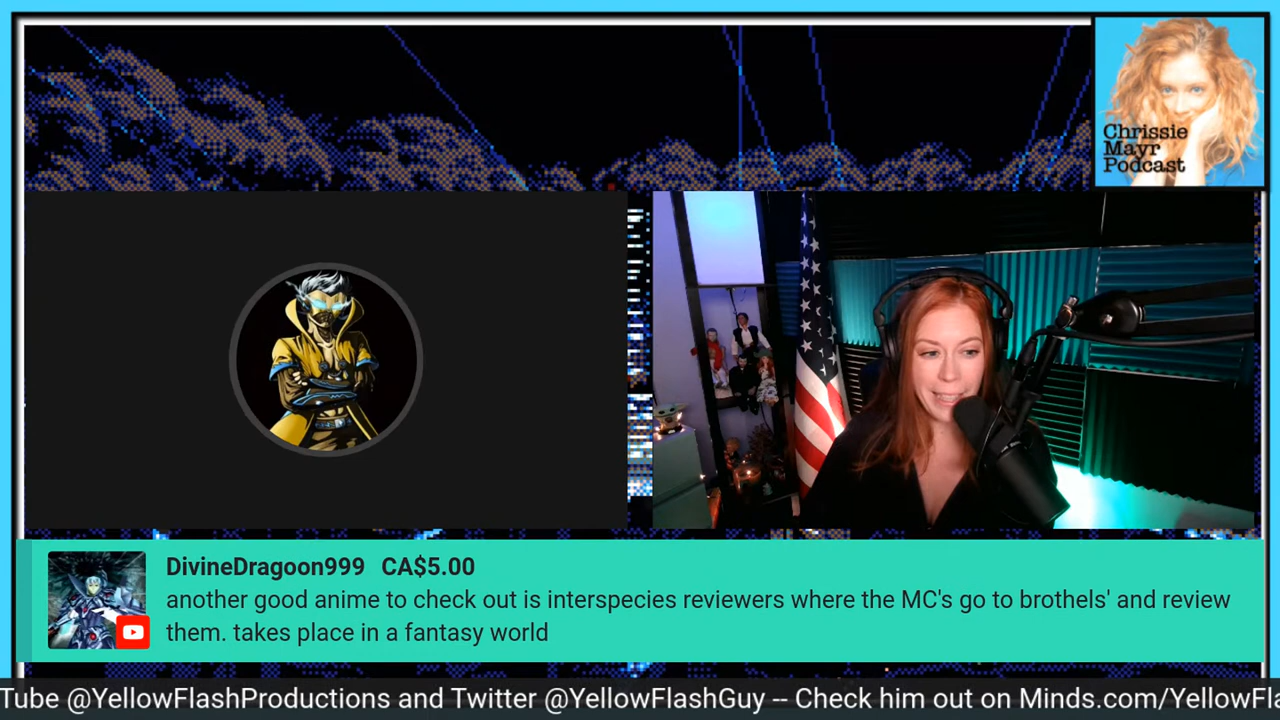 Chrissie
Mayr
Podcast
DivineDragoon999 CA$5.00
another good anime to check out is interspecies reviewers where the MC's go to brothels' and review
them. takes place in a fantasy world
Tube @YellowFlashProductions and Twitter @YellowFlashGuy -- Check him out on Minds.com/YellowFla